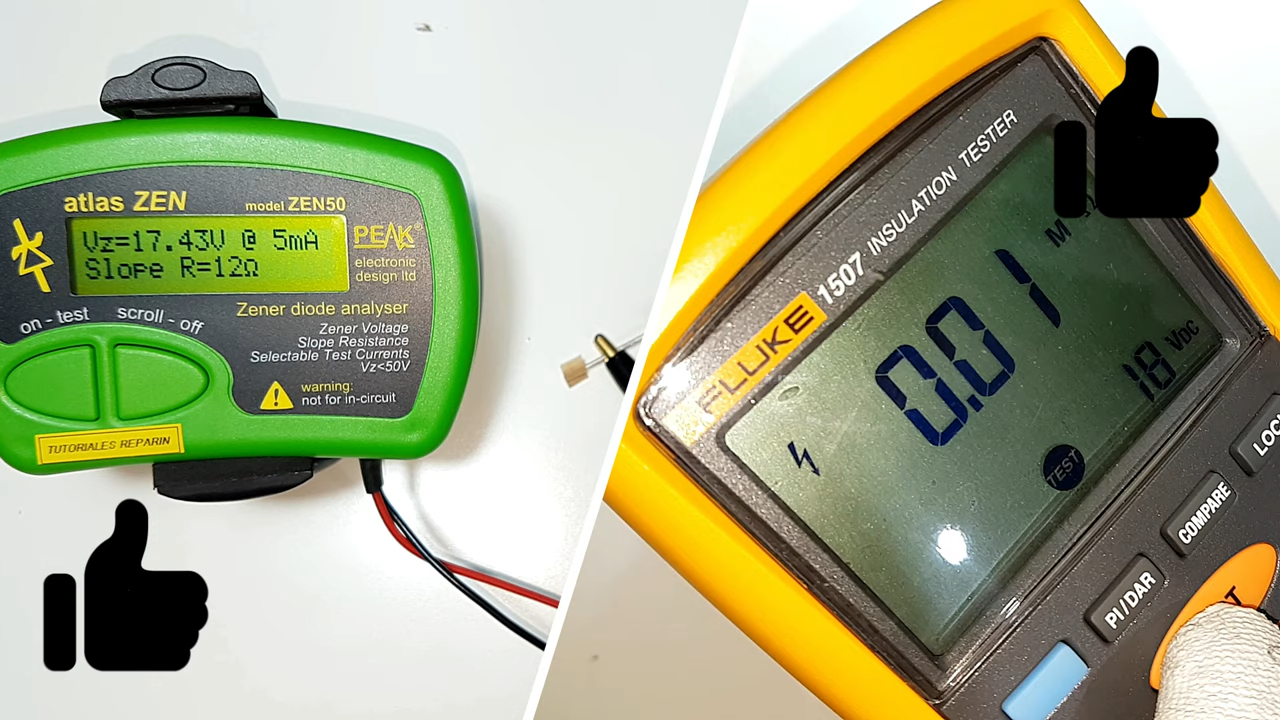 atlas ZEN
model ZEN50
Vz=17.43V @ 5mA
Slope R=12Ω
PEAK®
electronic
design ltd
on - test
scroll - off
Zener diode analyser
Zener Voltage
Slope Resistance
Selectable Test Currents
Vz<50V
warning:
not for in-circuit
TUTORIALES REPARIN
FLUKE 1507 INSULATION TESTER
0.01 M
18 VDC
TEST
PI/DAR
COMPARE